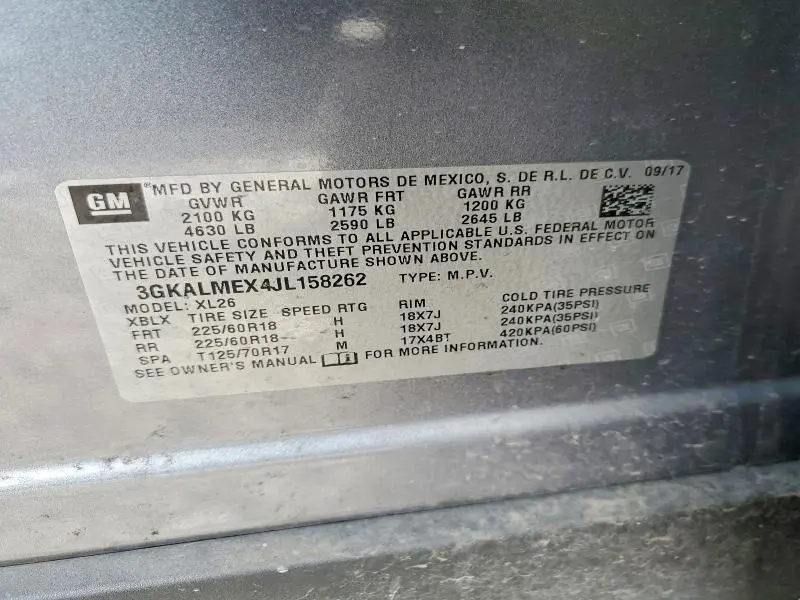 GM ®MFD BY GENERAL MOTORS DE MEXICO, S. DE R.L. DE C.V. 09/17
GVWR GAWR FRT GAWR RR
2100 KG 1175 KG 1200 KG
4630 LB 2590 LB 2645 LB
THIS VEHICLE CONFORMS TO ALL APPLICABLE U.S. FEDERAL MOTOR
VEHICLE SAFETY AND THEFT PREVENTION STANDARDS IN EFFECT ON
THE DATE OF MANUFACTURE SHOWN ABOVE.
3GKALMEX4JL158262 TYPE: M.P.V.
MODEL: XL26
XBLX TIRE SIZE SPEED RTG RIM COLD TIRE PRESSURE
FRT 225/60R18 H 18X7J 240KPA(35PSI)
RR 225/60R18 H 18X7J 240KPA(35PSI)
SPA T125/70R17 M 17X4BT 420KPA(60PSI)
SEE OWNER'S MANUAL FOR MORE INFORMATION.